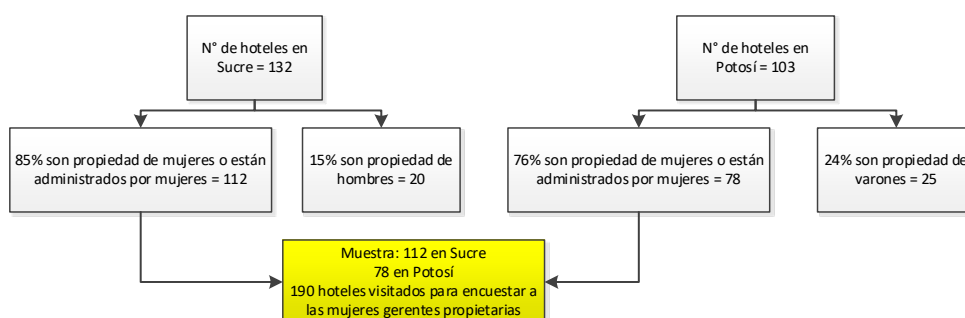 N° de hoteles en
Sucre = 132
N° de hoteles en
Potosí = 103
85% son propiedad de mujeres o están
administrados por mujeres = 112
15% son propiedad de
hombres = 20
76% son propiedad de mujeres o están
administrados por mujeres = 78
24% son propiedad de
varones = 25
Muestra: 112 en Sucre
78 en Potosí
190 hoteles visitados para encuestar a
las mujeres gerentes propietarias